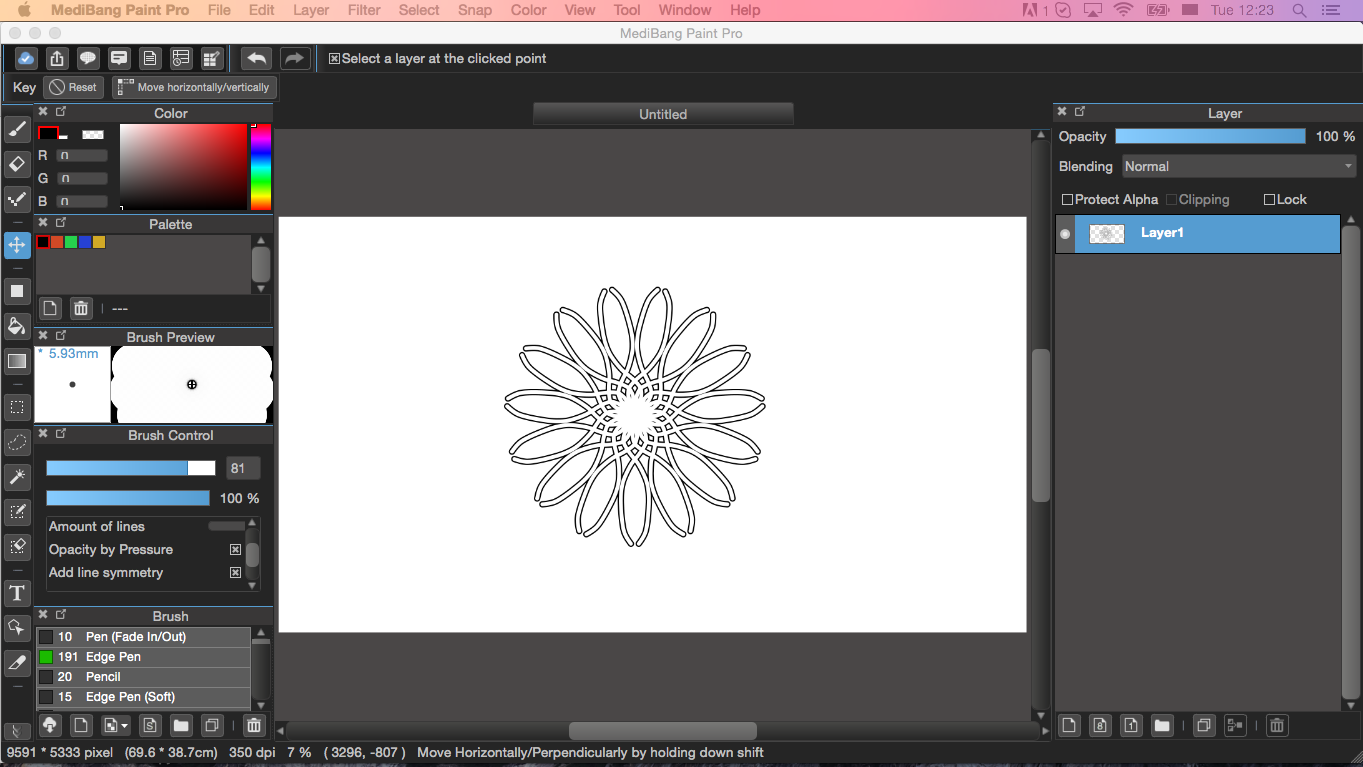 MediBang Paint Pro File Edit Layer Filter Select Snap Color View Tool Window Help 1 Tue 12:23
MediBang Paint Pro
Select a layer at the clicked point
Key Reset Move horizontally/vertically
Color
R 0
G 0
B 0
Palette
---
Brush Preview
* 5.93mm
Brush Control
81
100 %
Amount of lines
Opacity by Pressure
Add line symmetry
Brush
10 Pen (Fade In/Out)
191 Edge Pen
20 Pencil
15 Edge Pen (Soft)
T
Untitled
Layer
Opacity 100 %
Blending Normal
Protect Alpha Clipping Lock
Layer1
S
8 1
9591 * 5333 pixel (69.6 * 38.7cm) 350 dpi 7 % ( 3296, -807 ) Move Horizontally/Perpendicularly by holding down shift